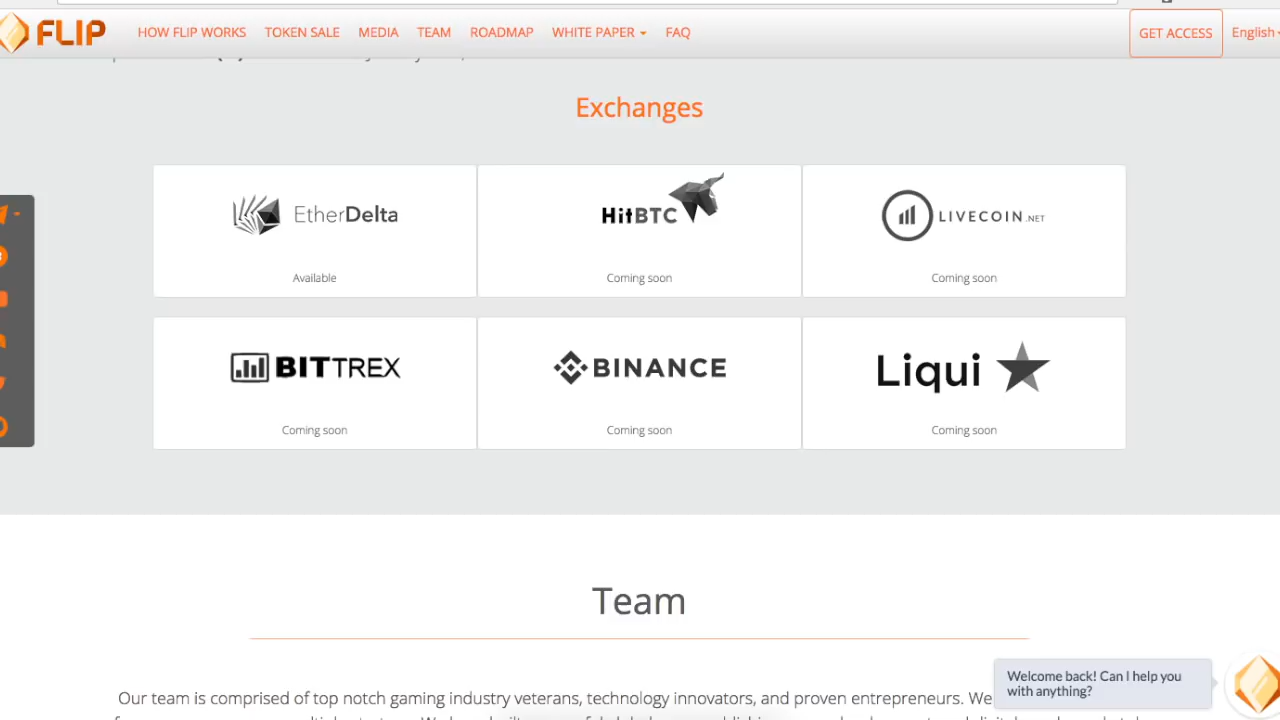 FLIP HOW FLIP WORKS TOKEN SALE MEDIA TEAM ROADMAP WHITE PAPER FAQ GET ACCESS English
Exchanges
EtherDelta HitBTC LIVECOIN.NET
Available Coming soon Coming soon
BITTREX BINANCE Liqui
Coming soon Coming soon Coming soon
Team
Welcome back! Can I help you
with anything?
Our team is comprised of top notch gaming industry veterans, technology innovators, and proven entrepreneurs. We